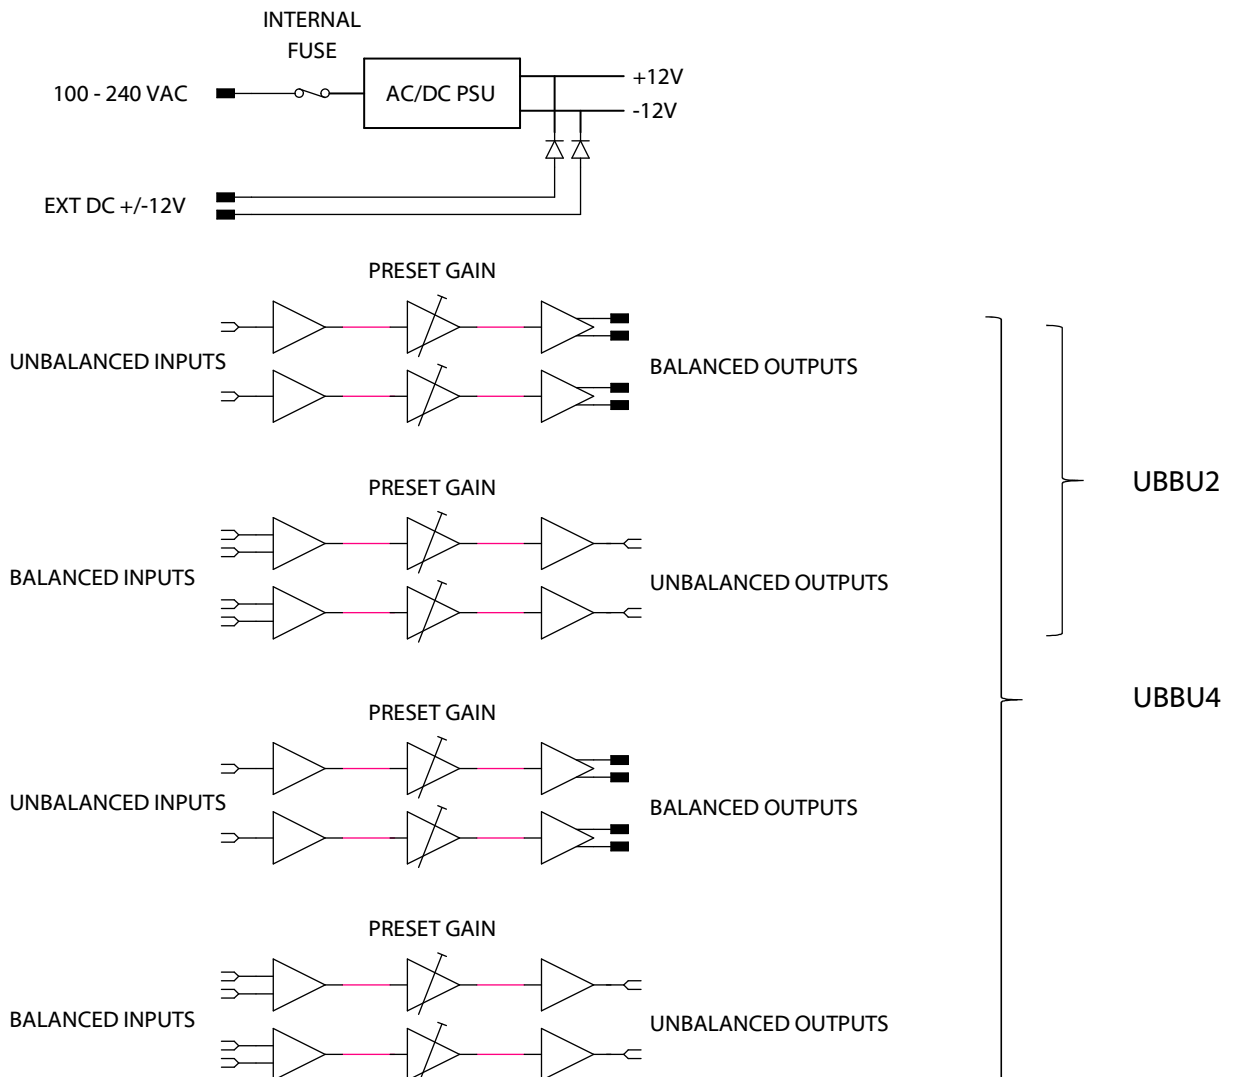 INTERNAL
FUSE
100 - 240 VAC
AC/DC PSU
+12V
-12V
EXT DC +/-12V
PRESET GAIN
UNBALANCED INPUTS
BALANCED OUTPUTS
PRESET GAIN
UBBU2
BALANCED INPUTS
UNBALANCED OUTPUTS
UBBU4
PRESET GAIN
UNBALANCED INPUTS
BALANCED OUTPUTS
PRESET GAIN
BALANCED INPUTS
UNBALANCED OUTPUTS